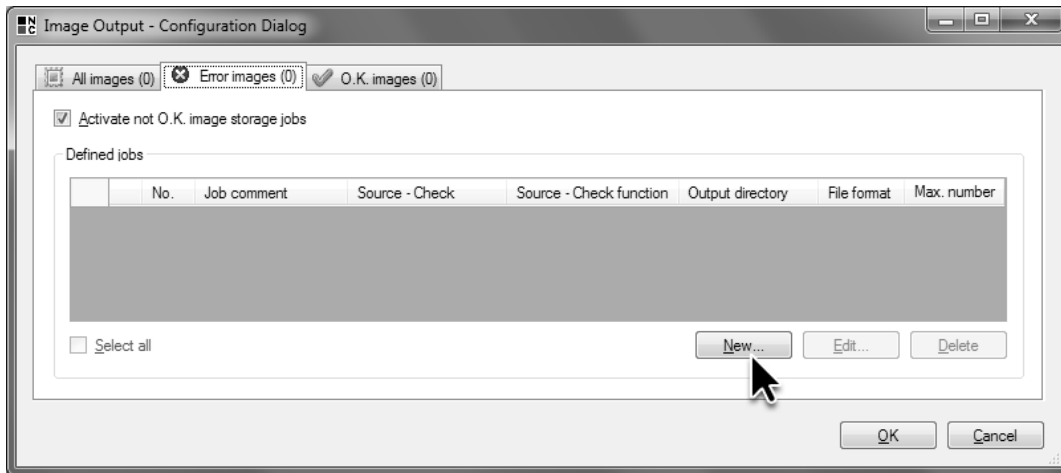 NC Image Output - Configuration Dialog
All images (0) Error images (0) O.K. images (0)
Activate not O.K. image storage jobs
Defined jobs
No. Job comment Source - Check Source - Check function Output directory File format Max. number
Select all New... Edit... Delete
OK Cancel